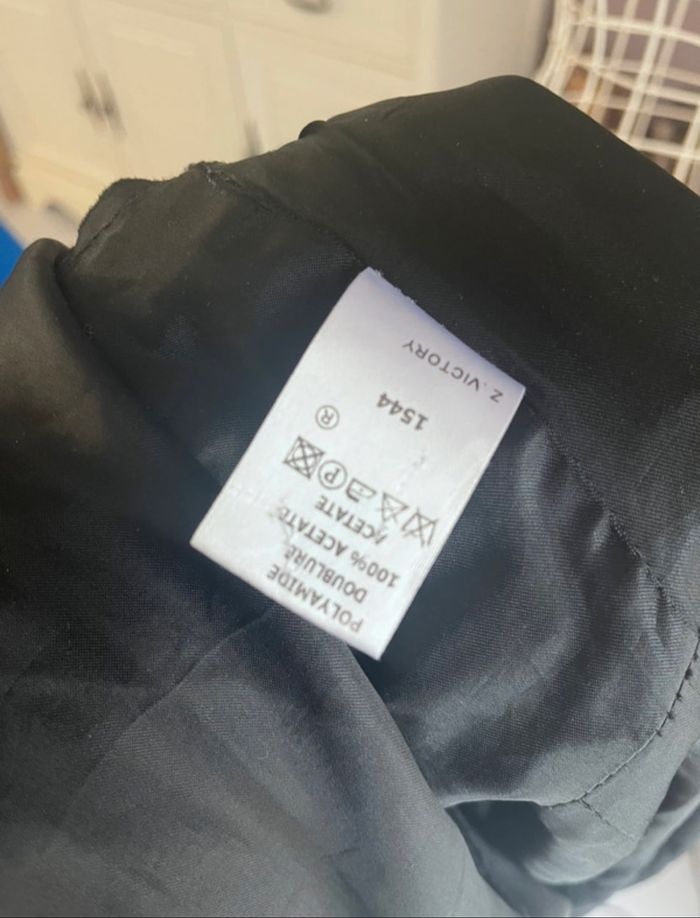 POLYAMIDE
DOUBLURE
100% ACETATE
ACETATE
P
®
1544
Z.VICTORY